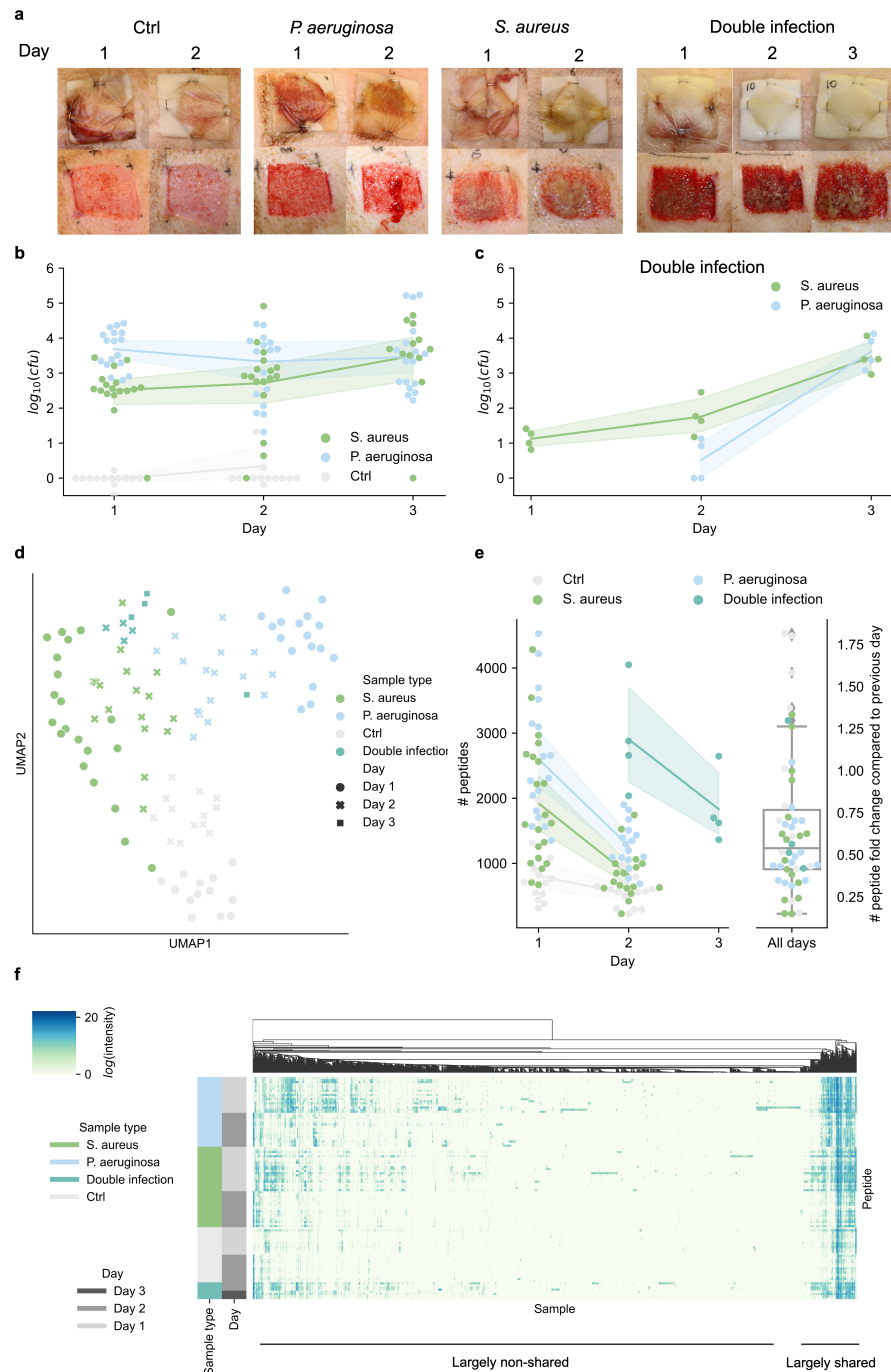 a
Ctrl P. aeruginosa S. aureus Double infection
Day 1 2 1 2 1 2 1 2 3
10 10
b
6
5
4
3
2
1
0
log10(cfu)
S. aureus
P. aeruginosa
Ctrl
1 2 3
Day
c
Double infection
S. aureus
P. aeruginosa
6
5
4
3
2
1
0
log10(cfu)
1 2 3
Day
d
UMAP2
UMAP1
Sample type
S. aureus
P. aeruginosa
Ctrl
Double infection
Day
Day 1
Day 2
Day 3
e
Ctrl P. aeruginosa
S. aureus Double infection
4000
3000
2000
1000
# peptides
1 2 3
Day
1.75
1.50
1.25
1.00
0.75
0.50
0.25
# peptide fold change compared to previous day
All days
f
20
0
log(intensity)
Sample type
S. aureus
P. aeruginosa
Double infection
Ctrl
Day
Day 3
Day 2
Day 1
Sample type
Day
Peptide
Sample
Largely non-shared Largely shared